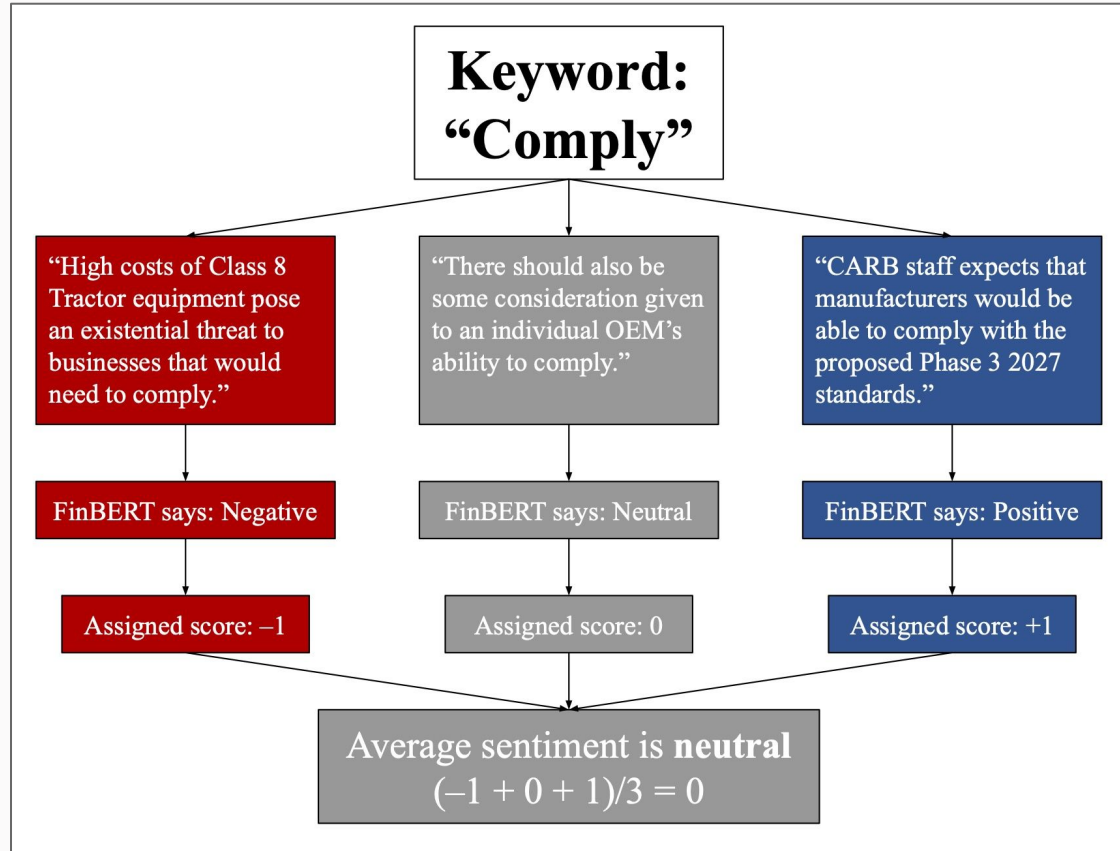 Keyword:
“Comply”
“High costs of Class 8
Tractor equipment pose
an existential threat to
businesses that would
need to comply.”
“There should also be
some consideration given
to an individual OEM’s
ability to comply.”
“CARB staff expects that
manufacturers would be
able to comply with the
proposed Phase 3 2027
standards.”
FinBERT says: Negative
FinBERT says: Neutral
FinBERT says: Positive
Assigned score: –1
Assigned score: 0
Assigned score: +1
Average sentiment is neutral
(–1 + 0 + 1)/3 = 0